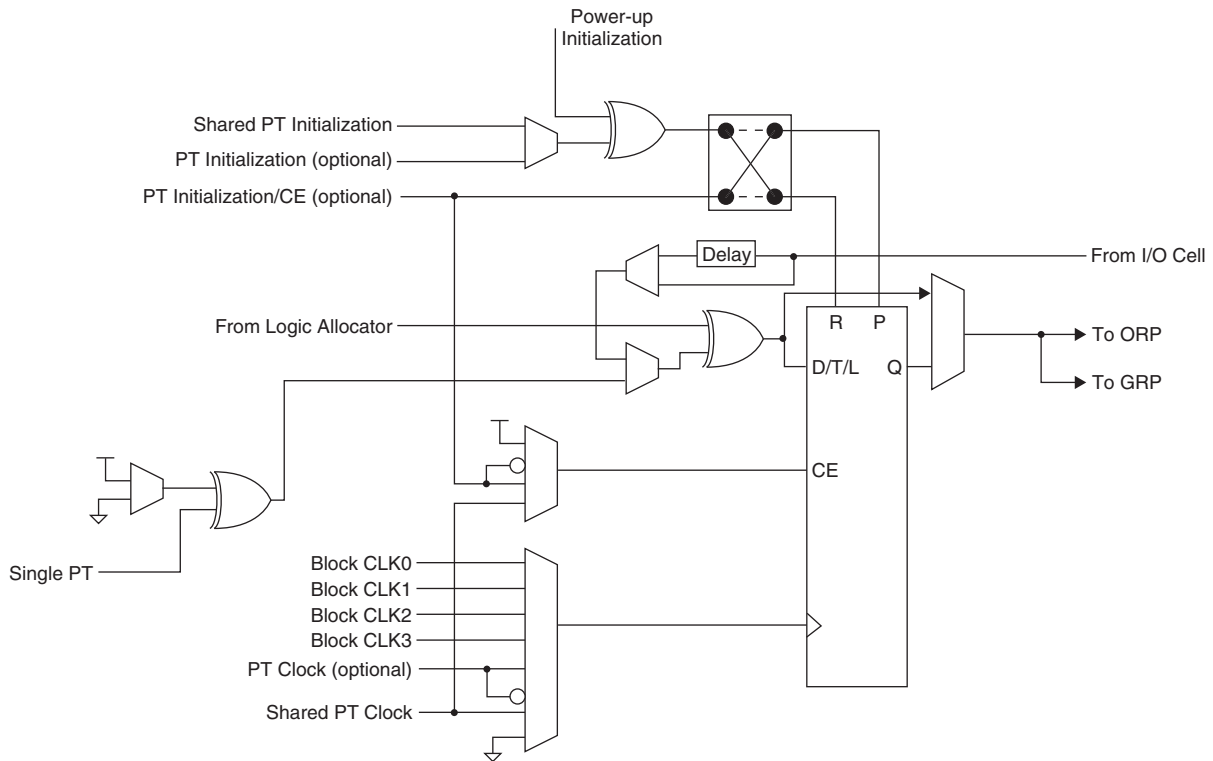 Power-up
Initialization
Shared PT Initialization
PT Initialization (optional)
PT Initialization/CE (optional)
Delay
From I/O Cell
From Logic Allocator
R
P
To ORP
D/T/L
Q
To GRP
CE
Single PT
Block CLK0
Block CLK1
Block CLK2
Block CLK3
PT Clock (optional)
Shared PT Clock